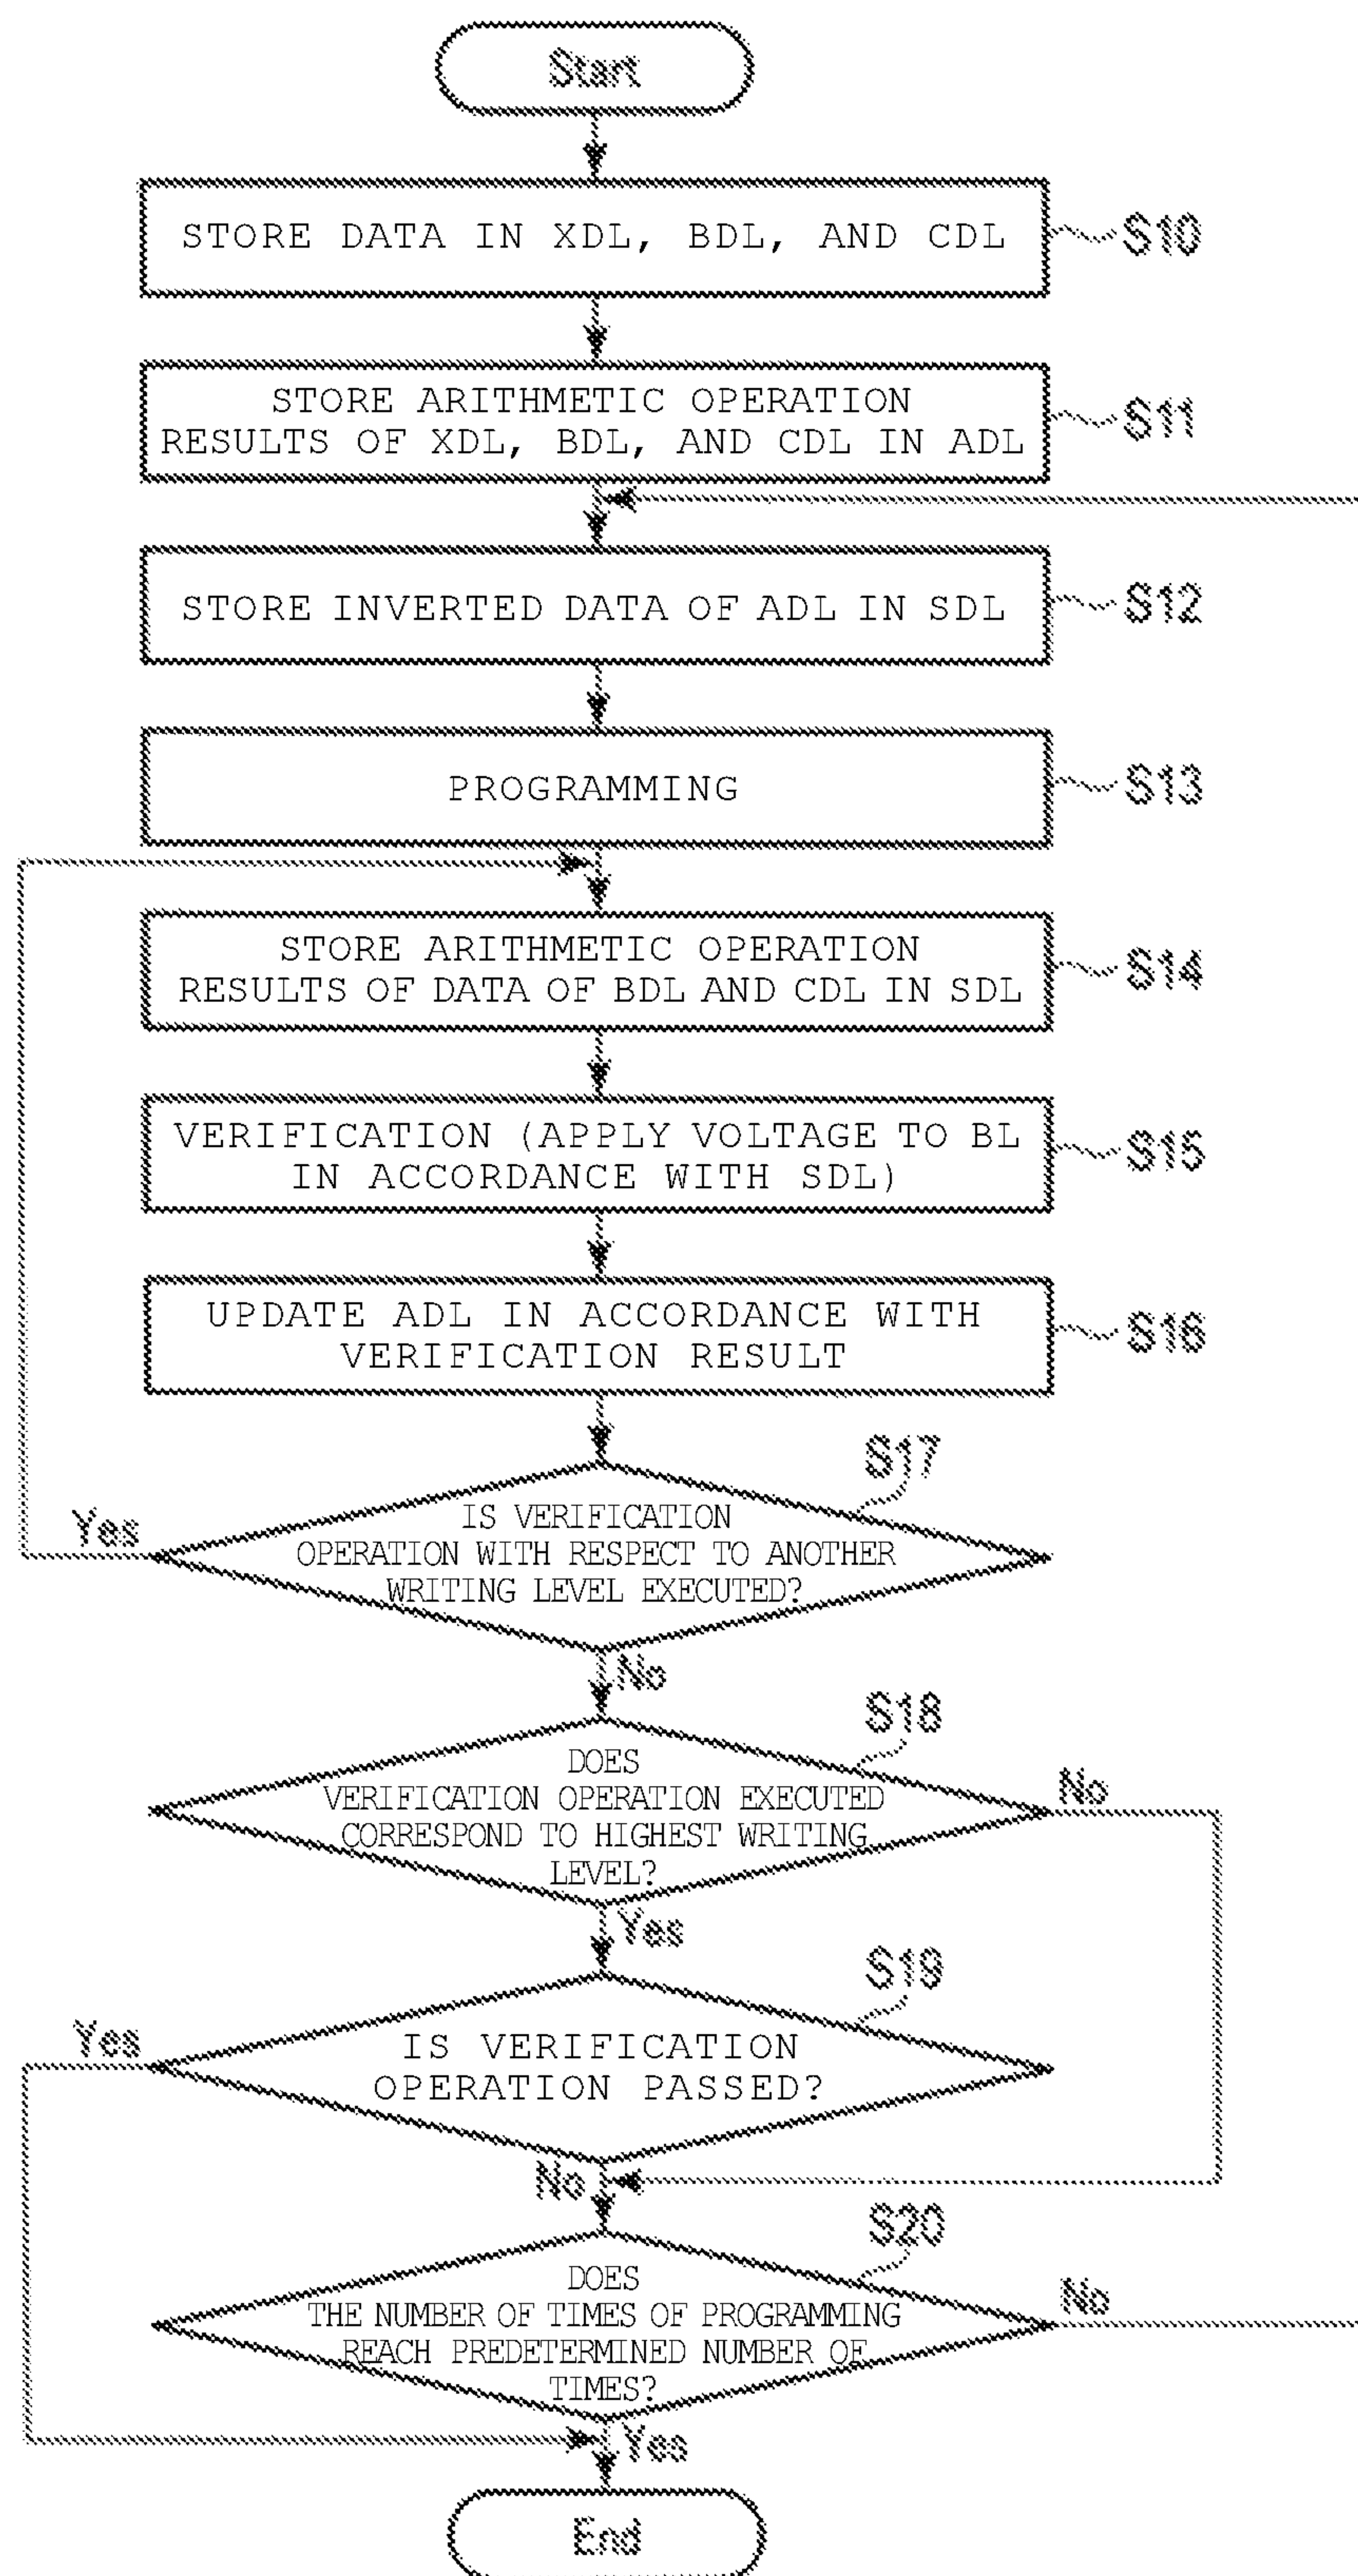 Start
STORE DATA IN XDL, BDL, AND CDL
S10
STORE ARITHMETIC OPERATION
RESULTS OF XDL, BDL, AND CDL IN ADL
S11
STORE INVERTED DATA OF ADL IN SDL
S12
PROGRAMMING
S13
STORE ARITHMETIC OPERATION
RESULTS OF DATA OF BDL AND CDL IN SDL
S14
VERIFICATION (APPLY VOLTAGE TO BL
IN ACCORDANCE WITH SDL)
S15
UPDATE ADL IN ACCORDANCE WITH
VERIFICATION RESULT
S16
S17
IS VERIFICATION
OPERATION WITH RESPECT TO ANOTHER
WRITING LEVEL EXECUTED?
Yes
No
S18
DOES
VERIFICATION OPERATION EXECUTED
CORRESPOND TO HIGHEST WRITING
LEVEL?
No
Yes
S19
IS VERIFICATION
OPERATION PASSED?
Yes
No
S20
DOES
THE NUMBER OF TIMES OF PROGRAMMING
REACH PREDETERMINED NUMBER OF
TIMES?
No
Yes
End